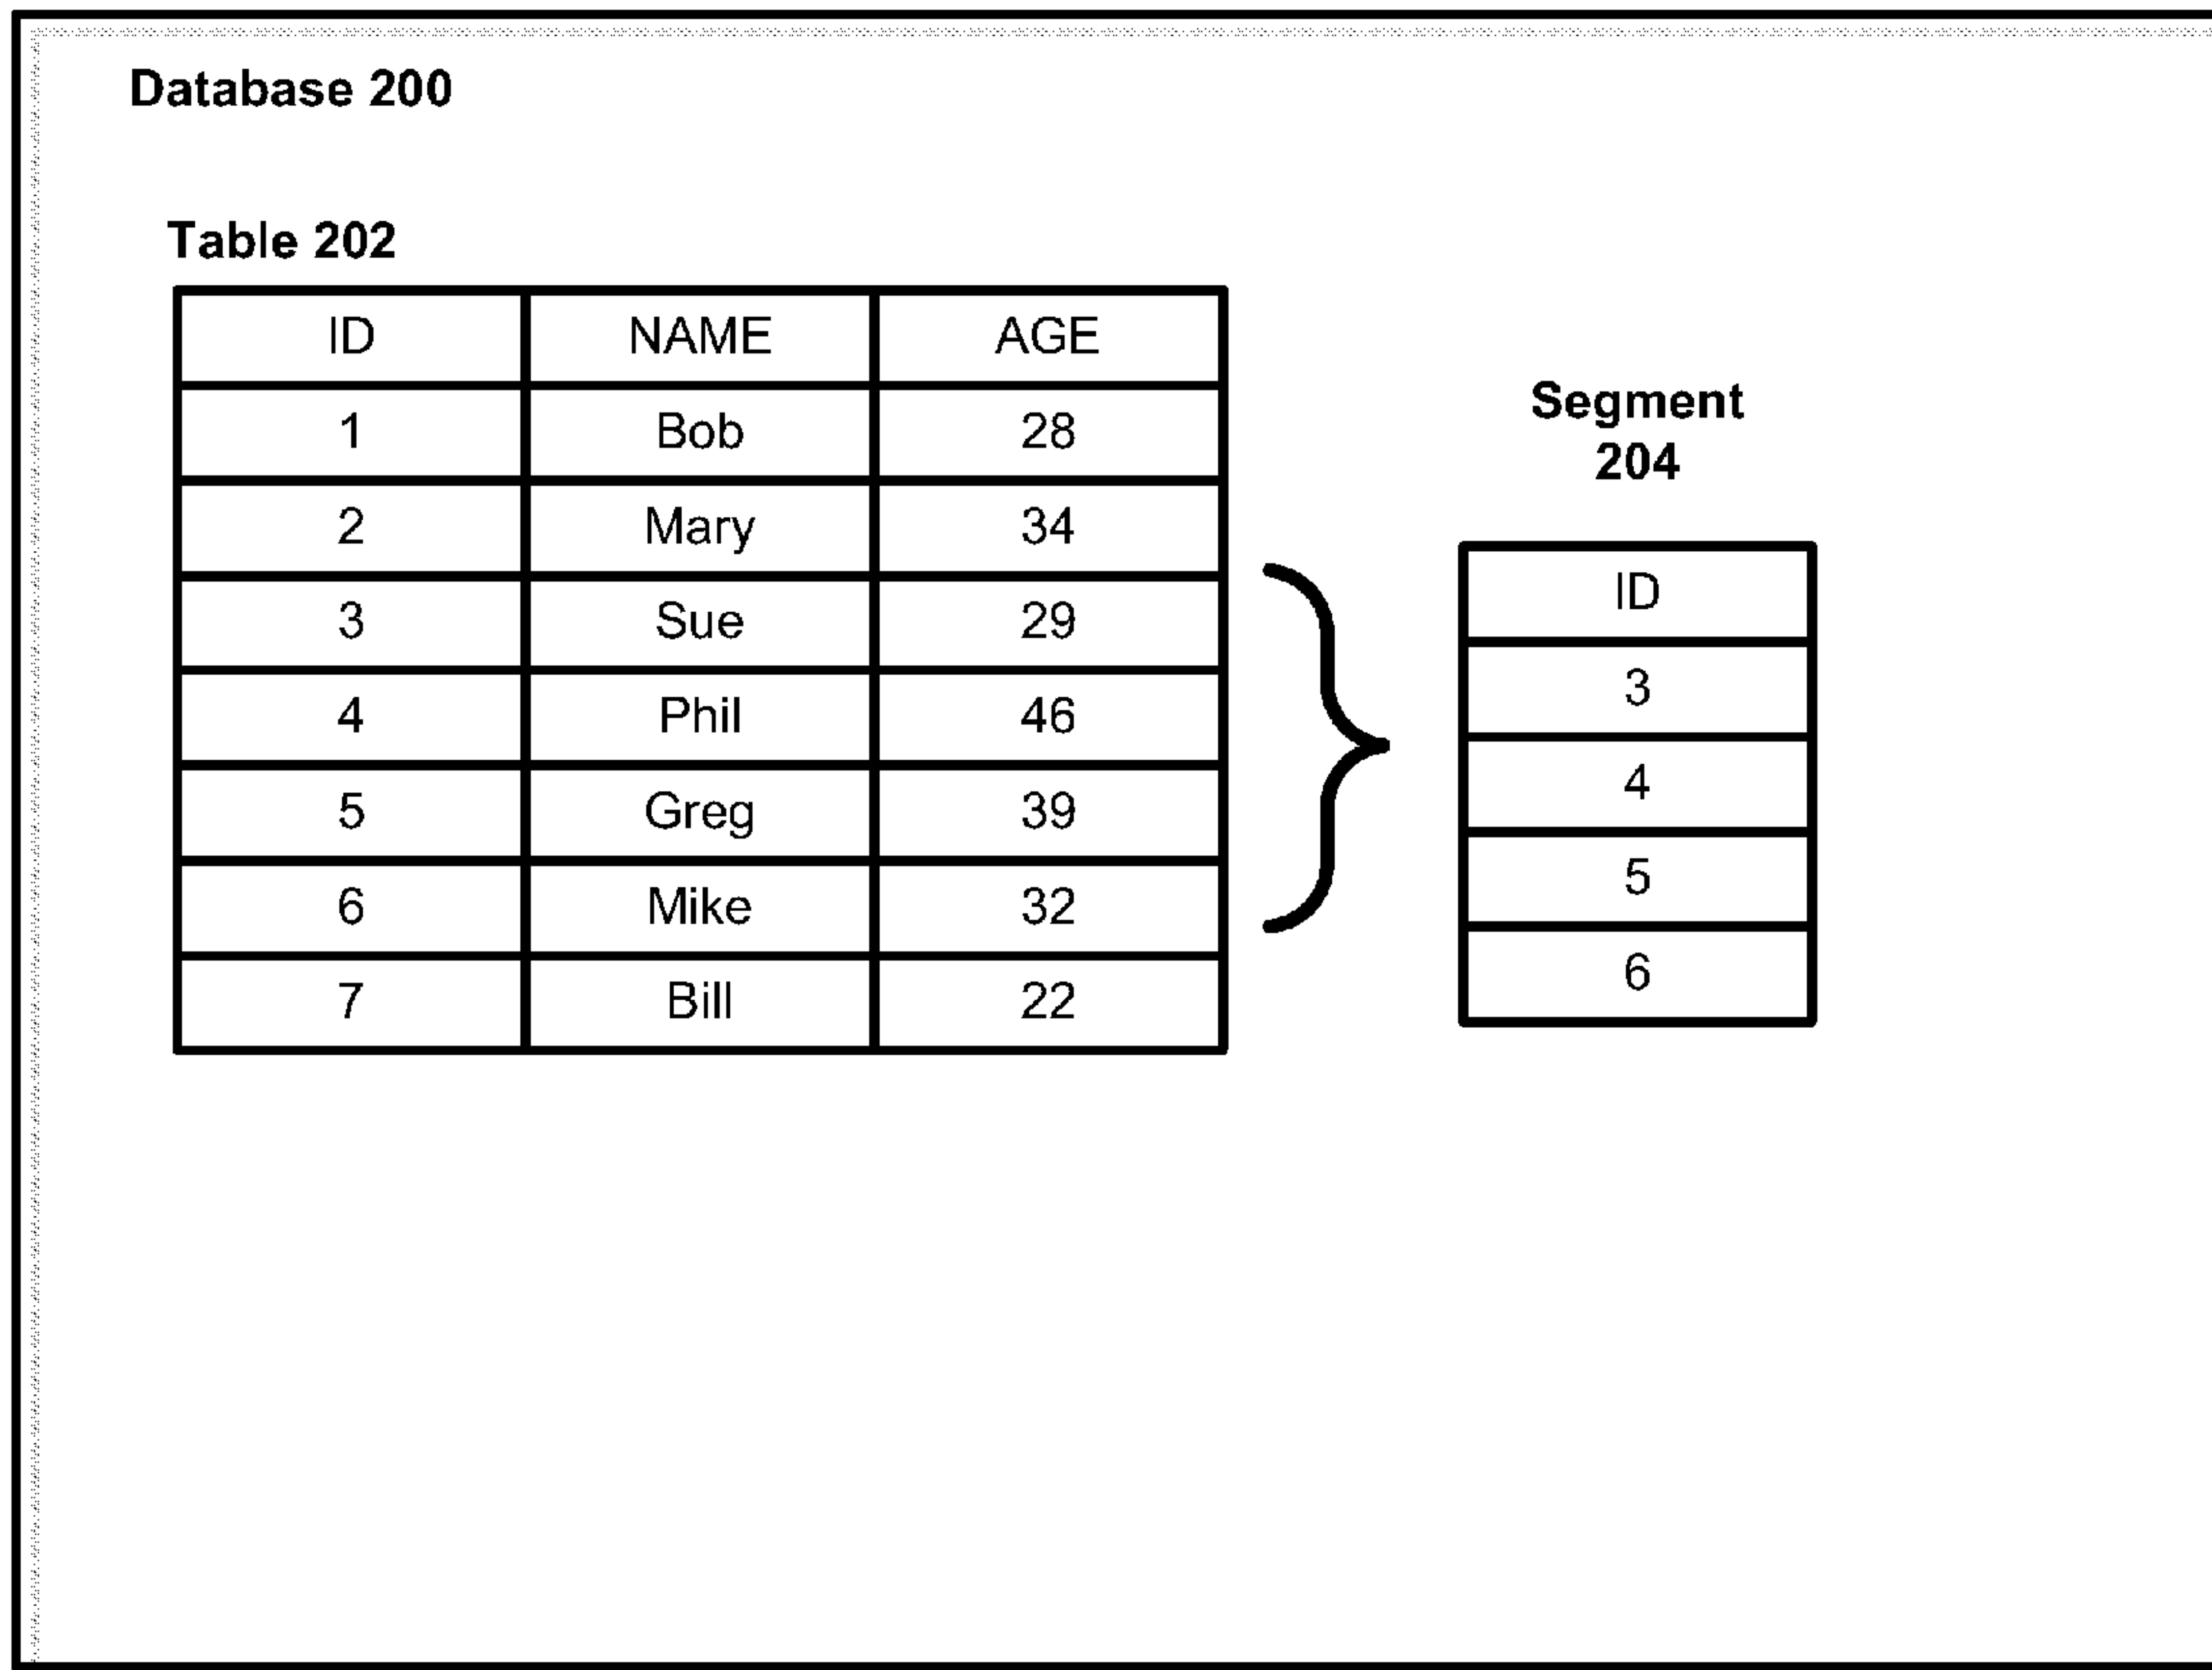 Database 200
Table 202
ID NAME AGE
1 Bob 28
2 Mary 34
3 Sue 29
4 Phil 46
5 Greg 39
6 Mike 32
7 Bill 22
Segment
204
ID
3
4
5
6